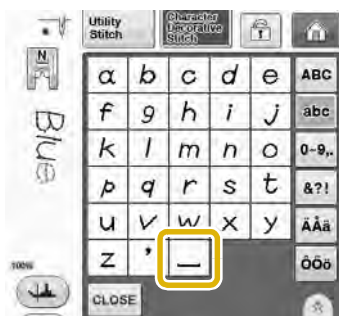 Utility Stitch
Character Decorative Stitch
N
Blue
a b c d e ABC
f g h i j abc
k l m n o 0-9,.
p q r s t &?!
u v w x y ÄÅä
z ' ⎵ ÔÖö
100%
CLOSE